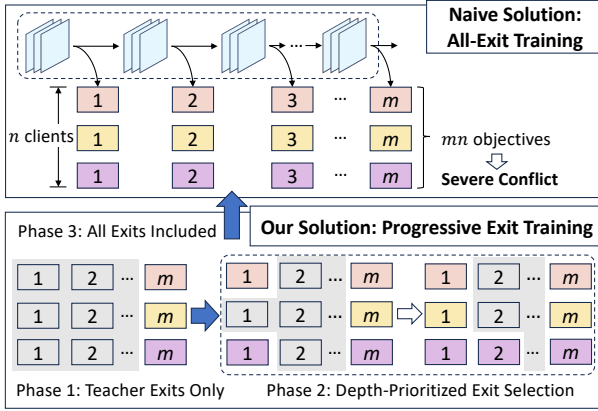 Naive Solution:
All-Exit Training
...
n clients
1 2 3 ... m
1 2 3 ... m
1 2 3 ... m
mn objectives
Severe Conflict
Phase 3: All Exits Included
Our Solution: Progressive Exit Training
1 2 ... m
1 2 ... m
1 2 ... m
1 2 ... m
1 2 ... m
1 2 ... m
1 2 ... m
1 2 ... m
1 2 ... m
Phase 1: Teacher Exits Only
Phase 2: Depth-Prioritized Exit Selection